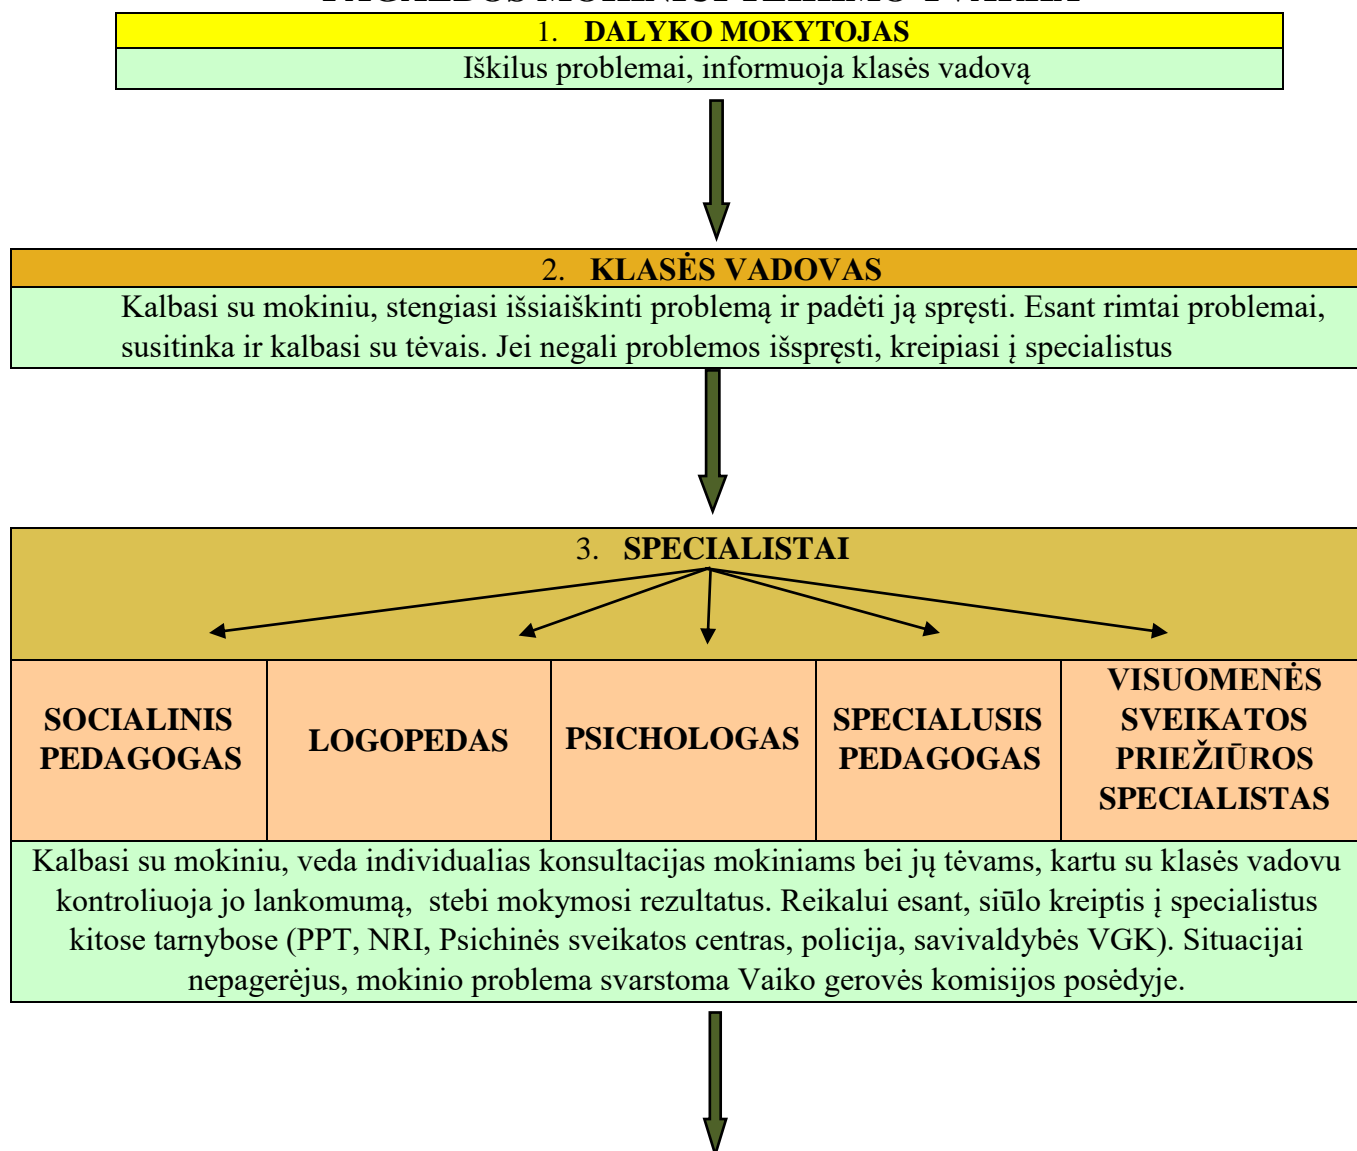 PAGALBOS MOKINIUI TEIKIMO TVARKA
1. DALYKO MOKYTOJAS
Iškilus problemai, informuoja klasės vadovą
2. KLASĖS VADOVAS
Kalbasi su mokiniu, stengiasi išsiaiškinti problemą ir padėti ją spręsti. Esant rimtai problemai,
susitinka ir kalbasi su tėvais. Jei negali problemos išspręsti, kreipiasi į specialistus
3. SPECIALISTAI
SOCIALINIS
PEDAGOGAS
LOGOPEDAS
PSICHOLOGAS
SPECIALUSIS
PEDAGOGAS
VISUOMENĖS
SVEIKATOS
PRIEŽIŪROS
SPECIALISTAS
Kalbasi su mokiniu, veda individualias konsultacijas mokiniams bei jų tėvams, kartu su klasės vadovu
kontroliuoja jo lankomumą, stebi mokymosi rezultatus. Reikalui esant, siūlo kreiptis į specialistus
kitose tarnybose (PPT, NRI, Psichinės sveikatos centras, policija, savivaldybės VGK). Situacijai
nepagerėjus, mokinio problema svarstoma Vaiko gerovės komisijos posėdyje.